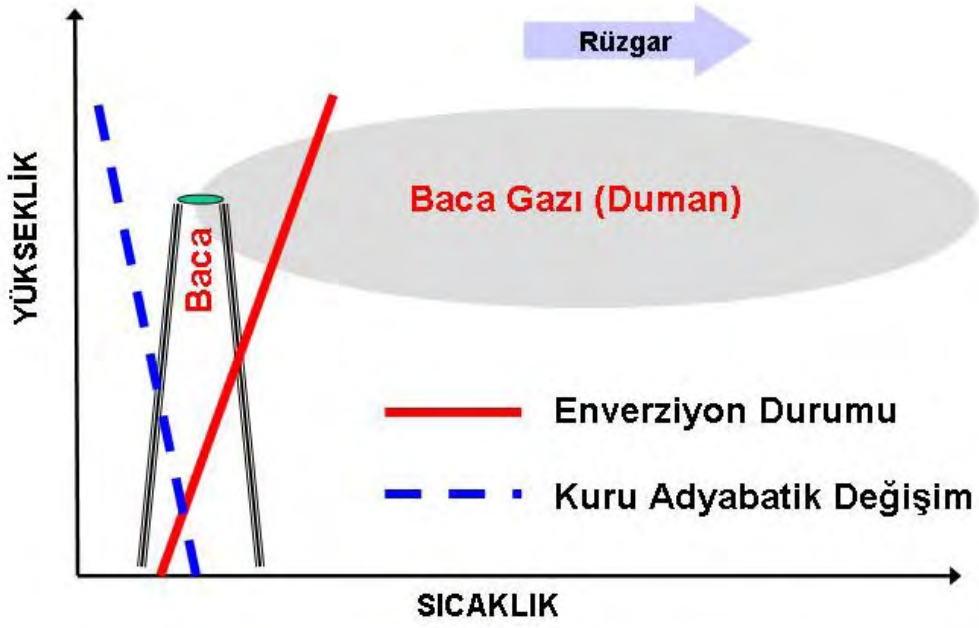 Rüzgar
YÜKSEKLİK
Baca
Baca Gazı (Duman)
Enverziyon Durumu
Kuru Adyabatik Değişim
SICAKLIK